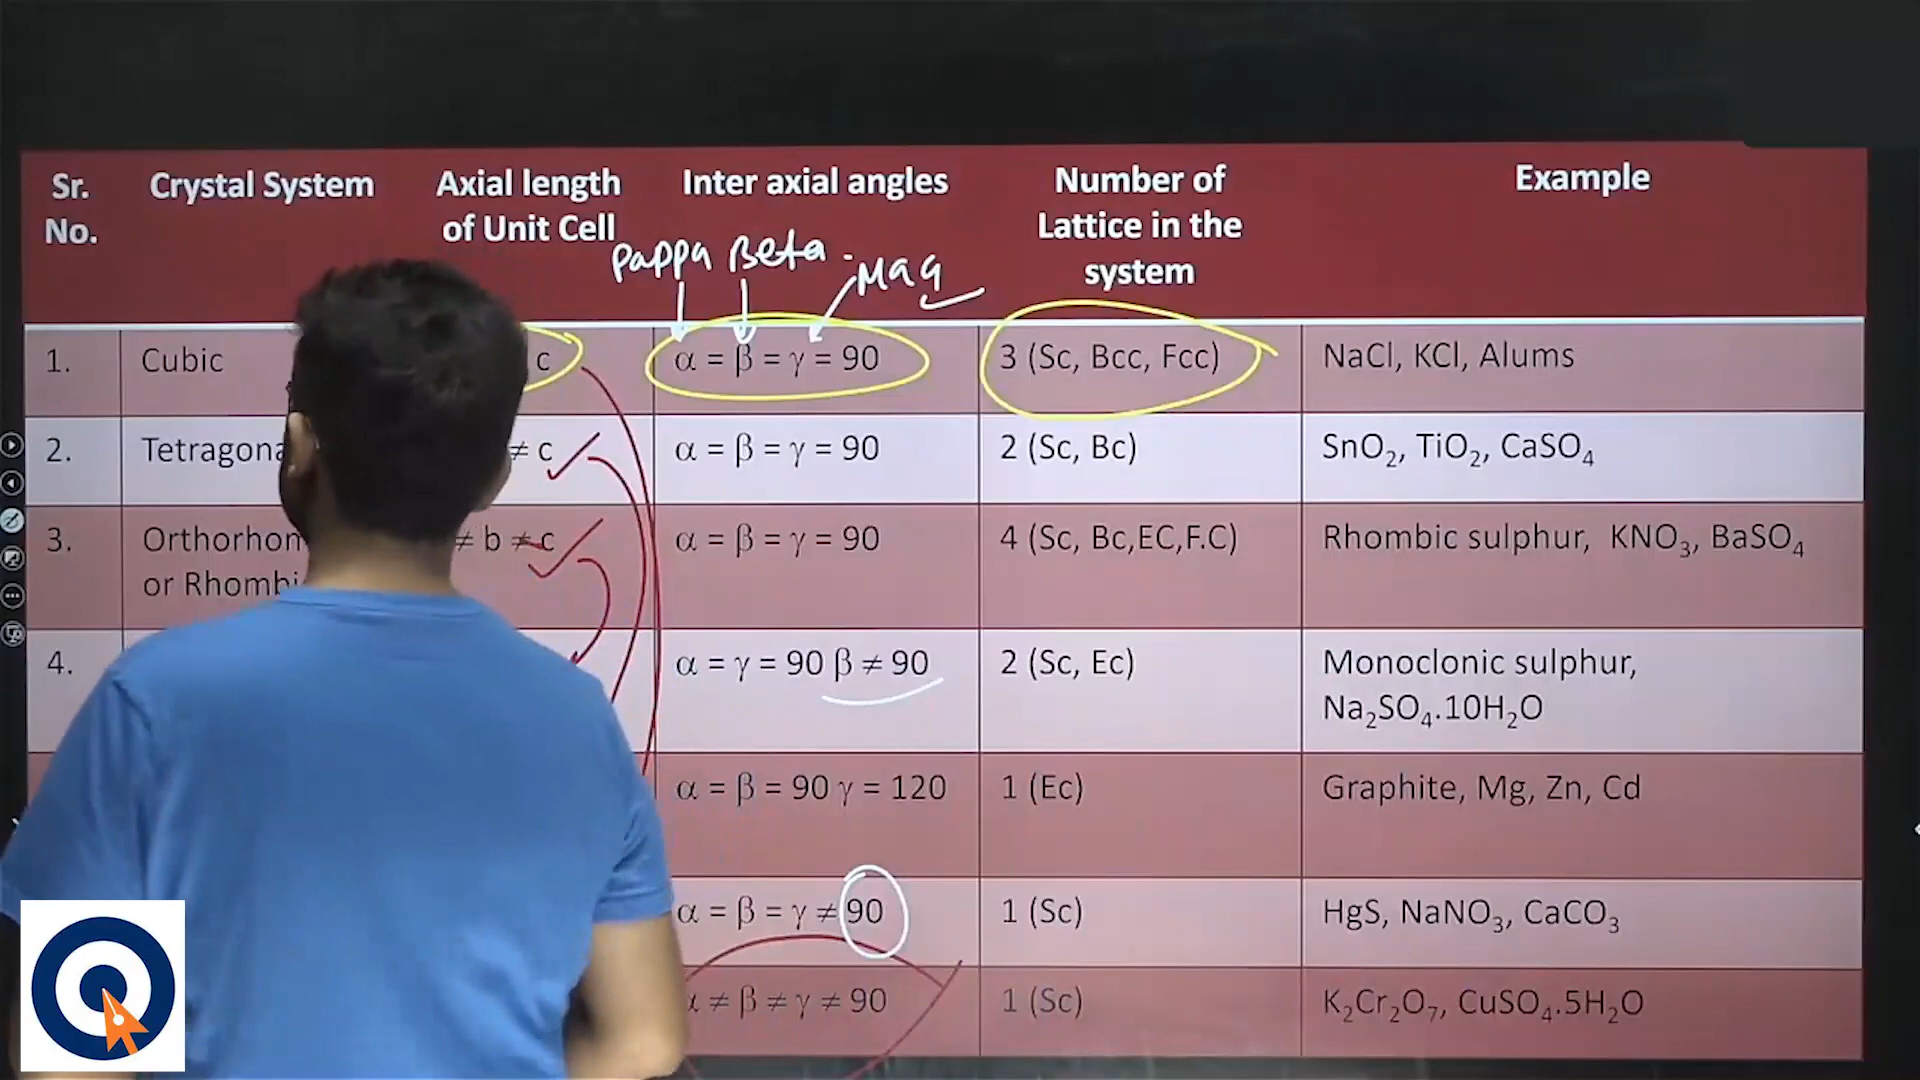 Sr. No.
Crystal System
Axial length of Unit Cell
Inter axial angles
Number of Lattice in the system
Example
Pappa Beta
1. Cubic c α = β = γ = 90 3 (Sc, Bcc, Fcc) NaCl, KCl, Alums
2. ≠ c α = β = γ = 90 2 (Sc, Bc) SnO₂, TiO₂, CaSO₄
3. ≠ b ≠ c α = β = γ = 90 4 (Sc, Bc,EC,F.C) Rhombic sulphur, KNO₃, BaSO₄
or
4. α = γ = 90 β ≠ 90 2 (Sc, Ec) Monoclonic sulphur,
Na₂SO₄.10H₂O
α = β = 90 γ = 120 1 (Ec) Graphite, Mg, Zn, Cd
α = β = γ ≠ 90 1 (Sc) HgS, NaNO₃, CaCO₃
α ≠ β ≠ γ ≠ 90 1 (Sc) K₂Cr₂O₇, CuSO₄.5H₂O